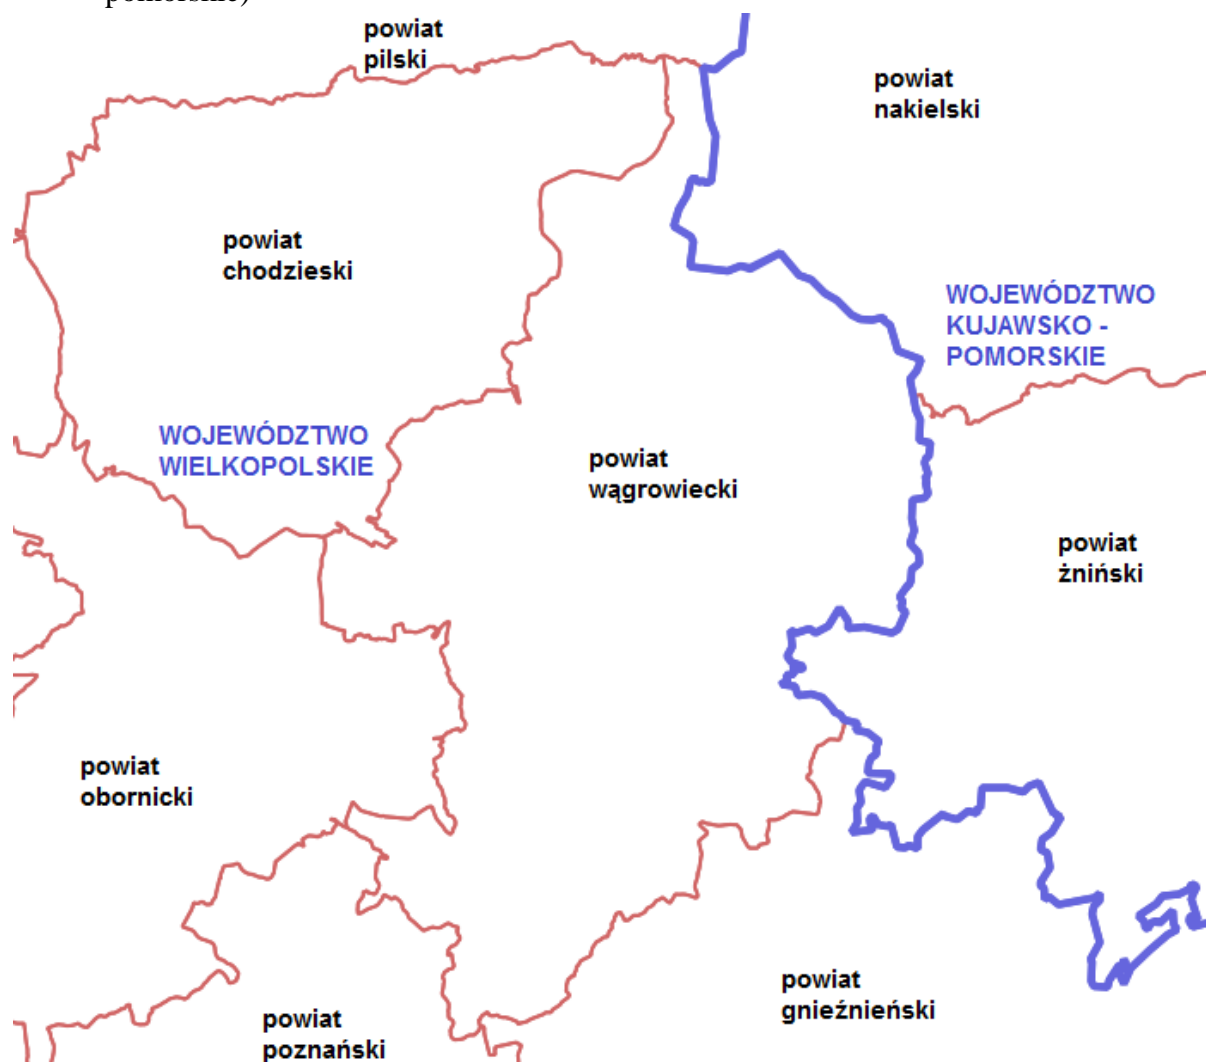 pomorskie)
powiat
pilski
powiat
nakielski
powiat
chodzieski
WOJEWÓDZTWO
KUJAWSKO -
POMORSKIE
WOJEWÓDZTWO
WIELKOPOLSKIE
powiat
wągrowiecki
powiat
żniński
powiat
obornicki
powiat
gnieźnieński
powiat
poznański